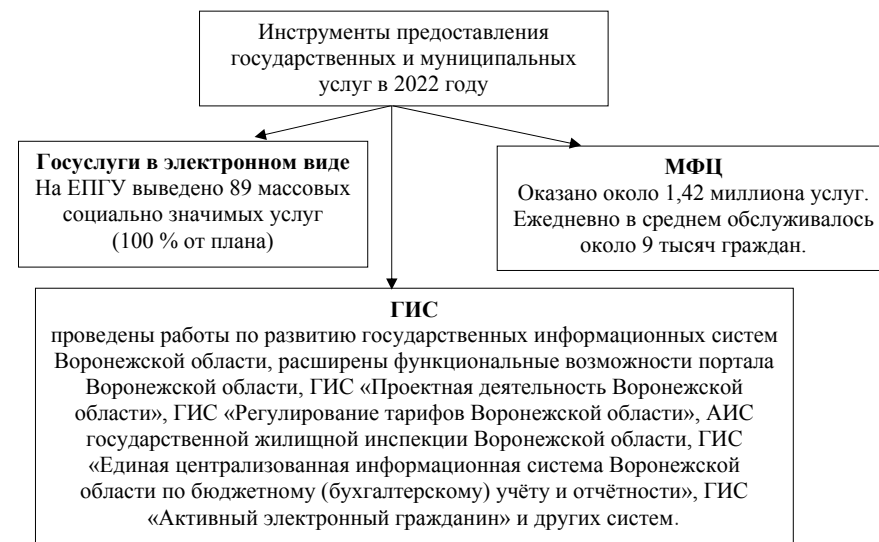 Инструменты предоставления
государственных и муниципальных
услуг в 2022 году
Госуслуги в электронном виде
На ЕПГУ выведено 89 массовых
социально значимых услуг
(100 % от плана)
МФЦ
Оказано около 1,42 миллиона услуг.
Ежедневно в среднем обслуживалось
около 9 тысяч граждан.
ГИС
проведены работы по развитию государственных информационных систем
Воронежской области, расширены функциональные возможности портала
Воронежской области, ГИС «Проектная деятельность Воронежской
области», ГИС «Регулирование тарифов Воронежской области», АИС
государственной жилищной инспекции Воронежской области, ГИС
«Единая централизованная информационная система Воронежской
области по бюджетному (бухгалтерскому) учёту и отчётности», ГИС
«Активный электронный гражданин» и других систем.